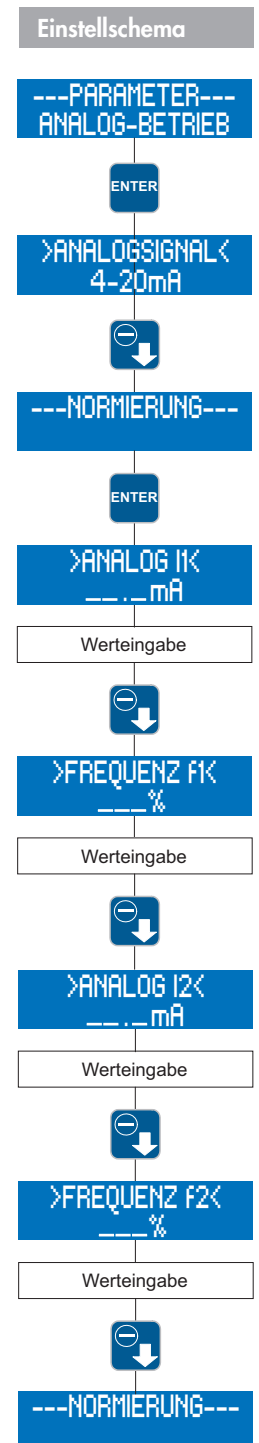 Einstellschema
---PARAMETER---
ANALOG-BETRIEB
ENTER
>ANALOGSIGNAL<
4-20mA
---NORMIERUNG---
ENTER
>ANALOG I1<
__._mA
Werteingabe
>FREQUENZ f1<
___%
Werteingabe
>ANALOG I2<
__._mA
Werteingabe
>FREQUENZ f2<
___%
Werteingabe
---NORMIERUNG---